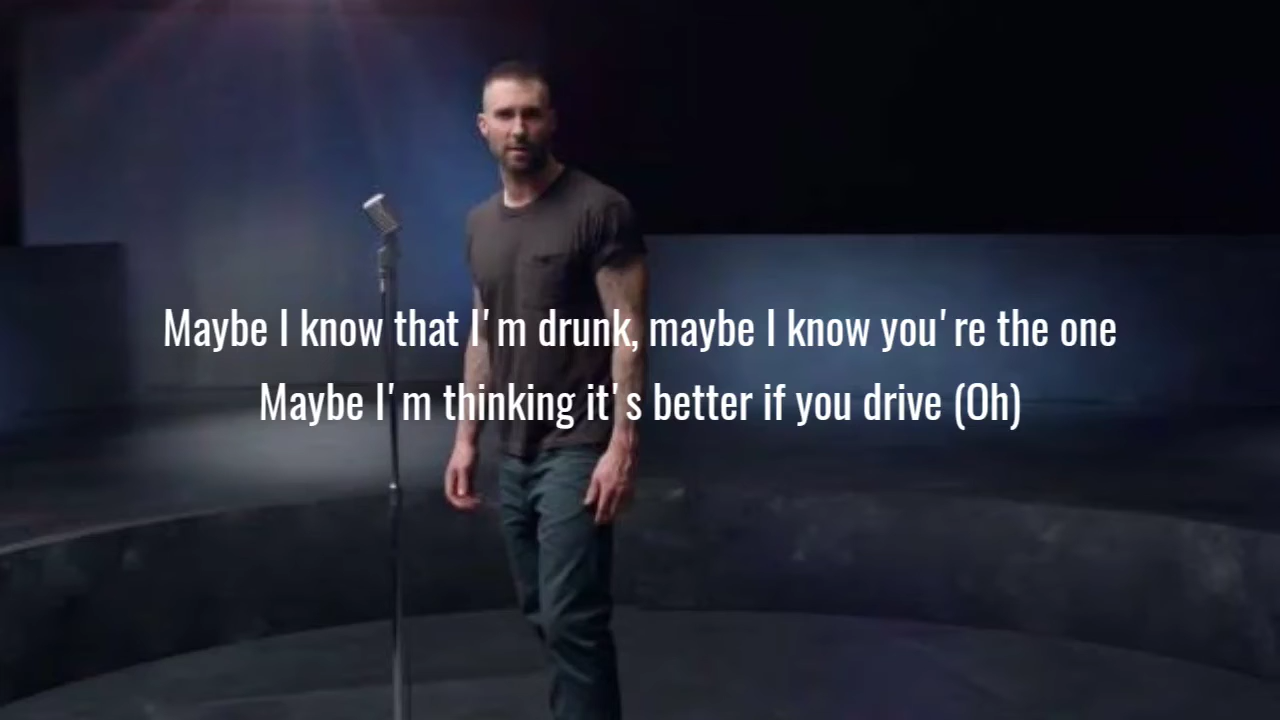 Maybe I know that I'm drunk, maybe I know you're the one
Maybe I'm thinking it's better if you drive (Oh)